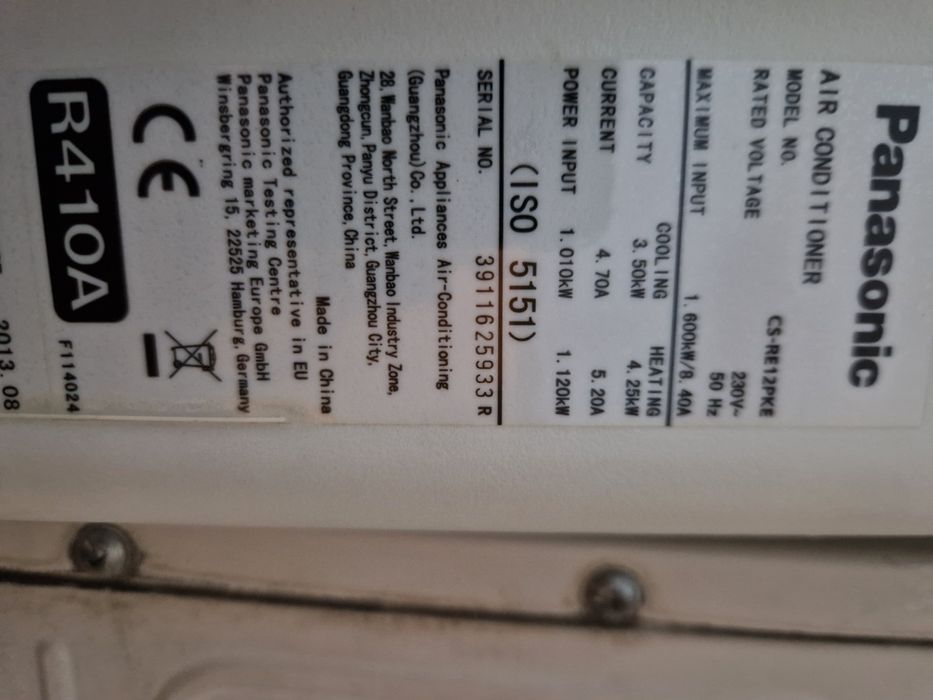 Panasonic
AIR CONDITIONER
MODEL NO. CS-RE12PKE
RATED VOLTAGE 230V~
50 Hz
MAXIMUM INPUT 1.600kW/8.40A
COOLING HEATING
CAPACITY 3.50kW 4.25kW
CURRENT 4.70A 5.20A
POWER INPUT 1.010kW 1.120kW
(ISO 5151)
SERIAL NO. 3911625933R
Panasonic Appliances Air-Conditioning
(Guangzhou)Co., Ltd.
28, Wanbao North Street, Wanbao Industry Zone,
Zhongcun, Panyu District, Guangzhou City,
Guangdong Province, China
Made in China
Authorized representative in EU
Panasonic Testing Centre
Panasonic marketing Europe GmbH
Winsbergring 15, 22525 Hamburg, Germany
CE
R410A
F114024
2013.08